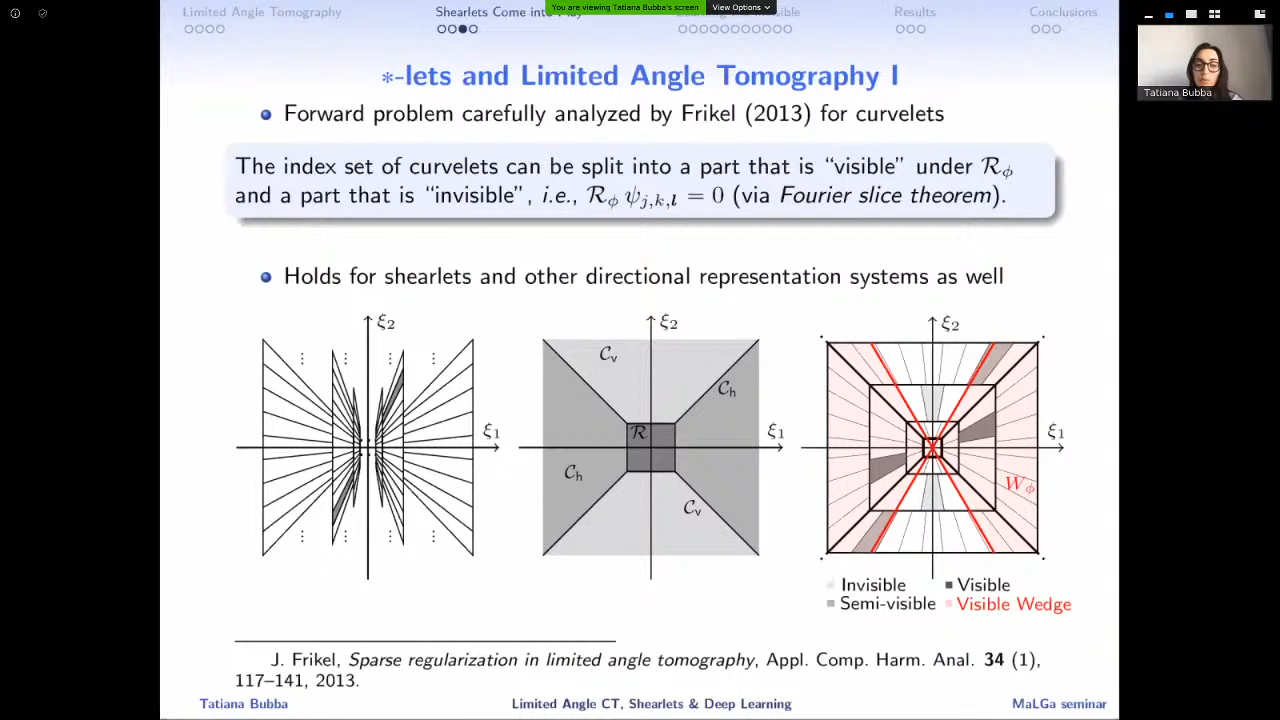 You are viewing Tatiana Bubba's screen
View Options
Limited Angle Tomography
Shearlets Come into
Results
Conclusions
∗-lets and Limited Angle Tomography I
Forward problem carefully analyzed by Frikel (2013) for curvelets
The index set of curvelets can be split into a part that is “visible” under ℛ_ϕ
and a part that is “invisible”, i.e., ℛ_ϕ ψ_{j,k,l} = 0 (via Fourier slice theorem).
Holds for shearlets and other directional representation systems as well
ξ₂
ξ₁
ξ₂
𝒞_v
𝒞_h
ℛ
ξ₁
𝒞_h
𝒞_v
ξ₂
ξ₁
W_ϕ
Invisible
Visible
Semi-visible
Visible Wedge
J. Frikel, Sparse regularization in limited angle tomography, Appl. Comp. Harm. Anal. 34 (1),
117–141, 2013.
Tatiana Bubba
Limited Angle CT, Shearlets & Deep Learning
MaLGa seminar
Tatiana Bubba